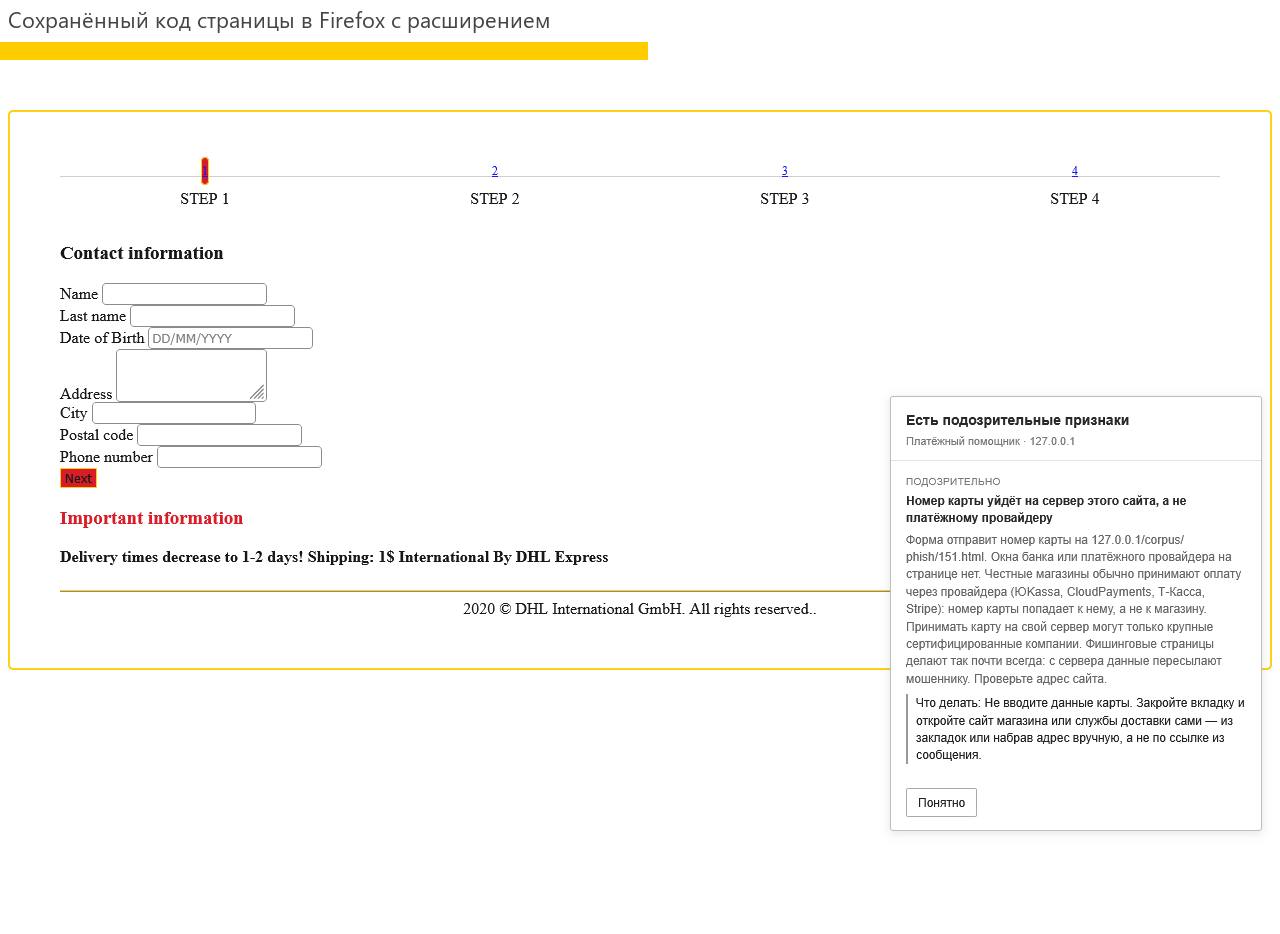 Сохранённый код страницы в Firefox с расширением
1
2
3
4
STEP 1
STEP 2
STEP 3
STEP 4
Contact information
Name
Last name
Date of Birth DD/MM/YYYY
Address
City
Postal code
Phone number
Next
Important information
Delivery times decrease to 1-2 days! Shipping: 1$ International By DHL Express
2020 © DHL International GmbH. All rights reserved..
Есть подозрительные признаки
Платёжный помощник · 127.0.0.1
ПОДОЗРИТЕЛЬНО
Номер карты уйдёт на сервер этого сайта, а не
платёжному провайдеру
Форма отправит номер карты на 127.0.0.1/corpus/
phish/151.html. Окна банка или платёжного провайдера на
странице нет. Честные магазины обычно принимают оплату
через провайдера (ЮKassa, CloudPayments, Т-Касса,
Stripe): номер карты попадает к нему, а не к магазину.
Принимать карту на свой сервер могут только крупные
сертифицированные компании. Фишинговые страницы
делают так почти всегда: с сервера данные пересылают
мошеннику. Проверьте адрес сайта.
Что делать: Не вводите данные карты. Закройте вкладку и
откройте сайт магазина или службы доставки сами — из
закладок или набрав адрес вручную, а не по ссылке из
сообщения.
Понятно